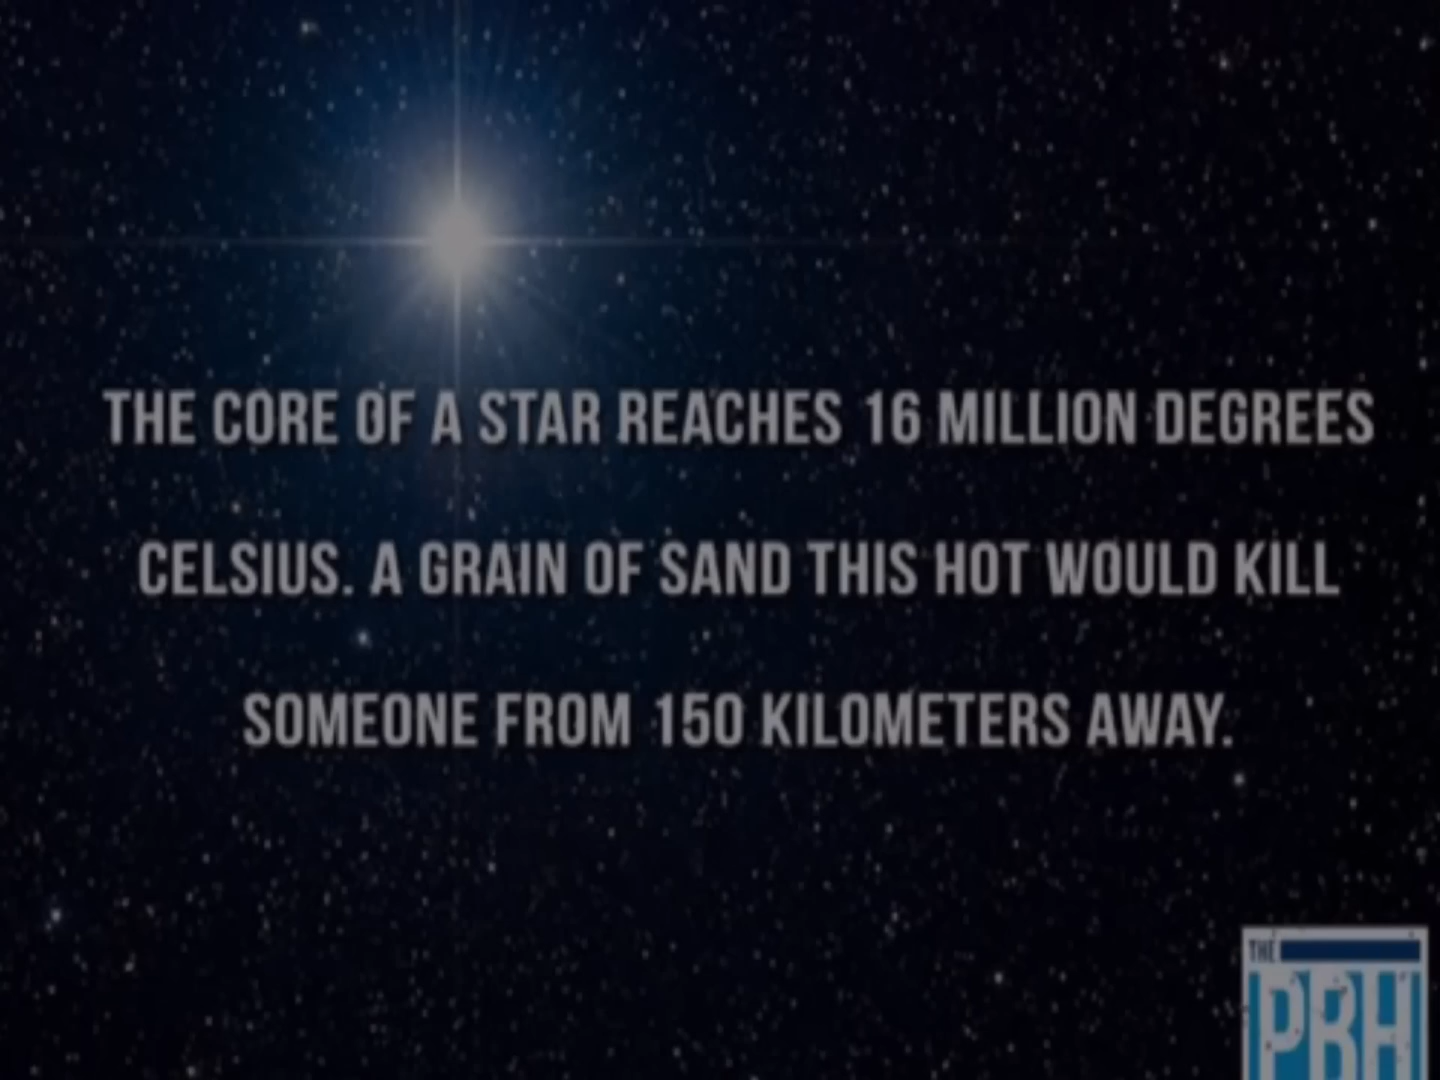 THE CORE OF A STAR REACHES 16 MILLION DEGREES
CELSIUS. A GRAIN OF SAND THIS HOT WOULD KILL
SOMEONE FROM 150 KILOMETERS AWAY.
THE
PBH